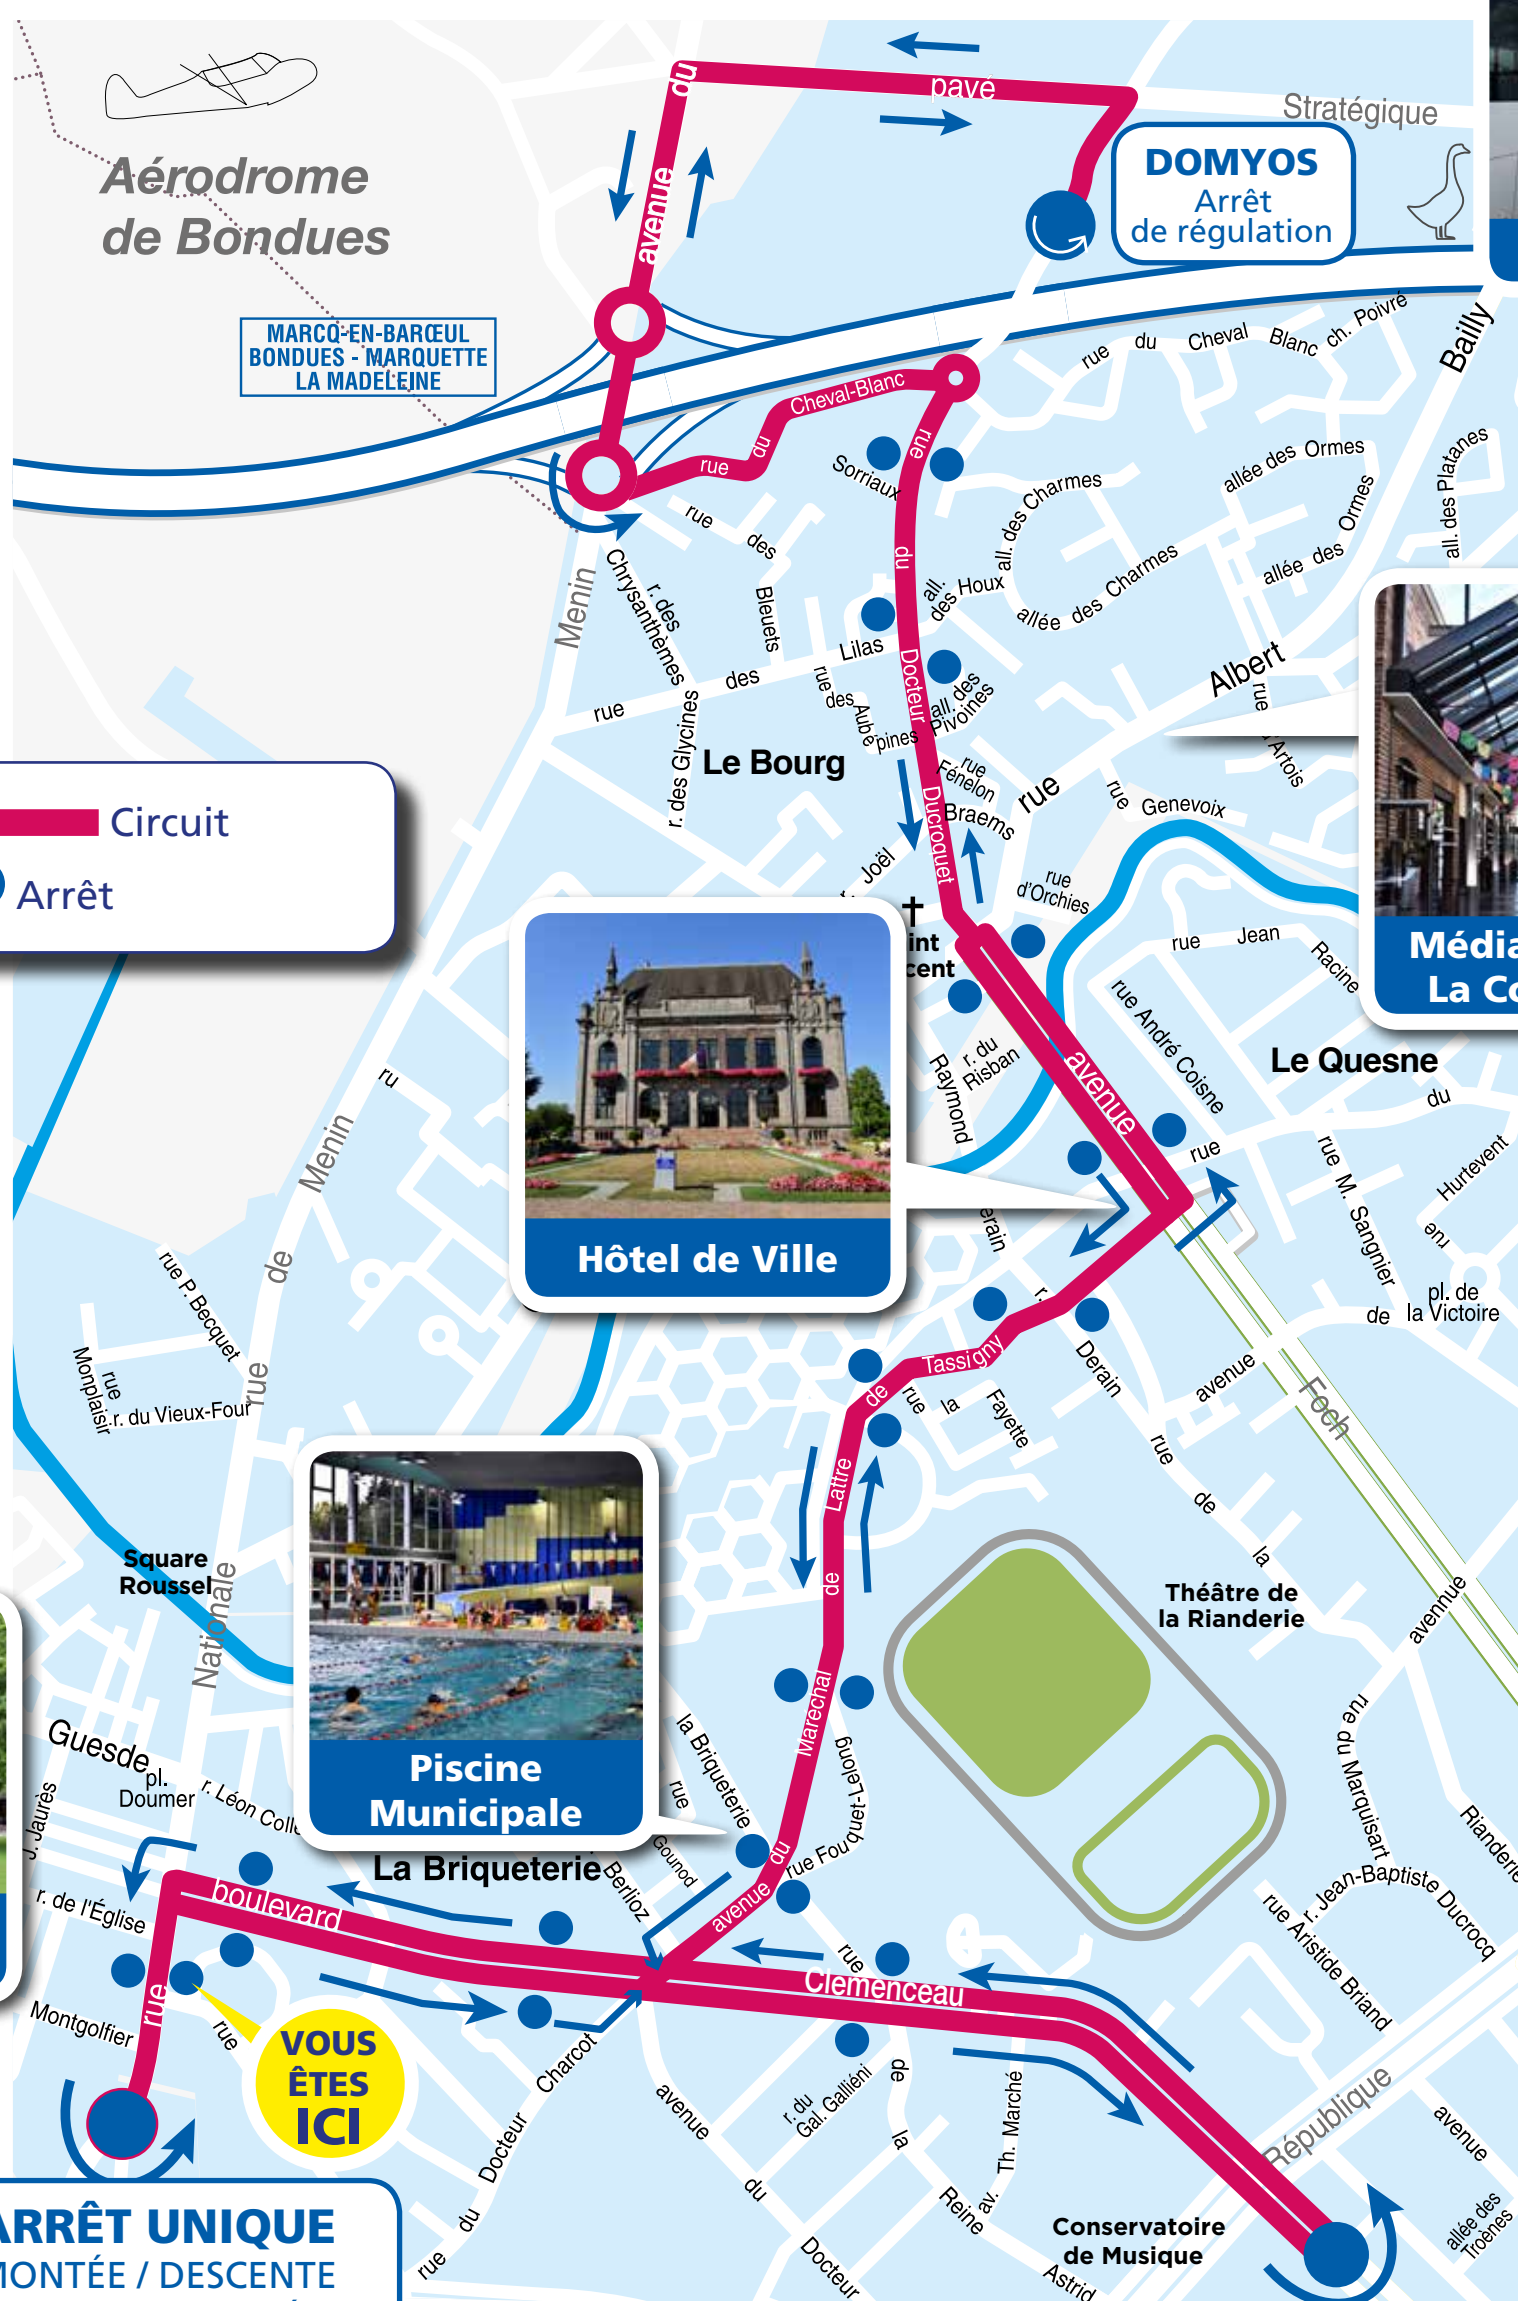 du
pavé
Stratégique
avenue
Aérodrome
de Bondues
DOMYOS
Arrêt
de régulation
MARCQ-EN-BARŒUL
BONDUES - MARQUETTE
LA MADELEINE
rue
du
Cheval
Blanc
ch. Poivré
Bailly
rue
du
Cheval-Blanc
rue
Sorriaux
allée des
Ormes
all. des Platanes
all. des Charmes
Ormes
allée des
rue
des
Bleuets
du
all.
des
Houx
allée
des
Charmes
Menin
Chrysanthèmes
r. des
Lilas
des
rue
Docteur
rue
des
Aube
pines
all. des
Pivoines
Albert
rue
d'Artois
r. des Glycines
Le Bourg
rue
Fénelon
Braems
rue
rue
Genevoix
Ducroquet
Circuit
Arrêt
Joël
rue
d'Orchies
int
cent
rue
Jean
Racine
Média
La Co
rue André Coisne
Le Quesne
du
r. du
Risban
Raymond
avenue
ru
Menin
de
rue
rue
rue M. Sangnier
Hurtevent
rue
pl. de
la Victoire
de
Hôtel de Ville
erain
r.
Derain
rue P. Becquet
rue
Monplaisir
r. du Vieux-Four
Tassigny
de
rue
la
Fayette
avenue
Foch
rue
de
la
Lattre
de
Square
Roussel
Nationale
Théâtre de
la Rianderie
avennue
Maréchal
Fouquet-Lelong
rue
rue du Marquisart
Rianderie
Guesde
pl.
Doumer
r. Léon Colle
J. Jaurès
Piscine
Municipale
la Briqueterie
rue
Gounod
Berlioz
La Briqueterie
du
avenue
r. de l'Église
boulevard
rue
Clemenceau
r. Jean-Baptiste Ducrocq
rue Aristide Briand
Montgolfier
rue
rue
VOUS
ÊTES
ICI
Charcot
Docteur
du
rue
avenue
du
Docteur
r. du
Gal. Galliéni
de
la
Reine
Astrid
av.
Th. Marché
République
avenue
allée des
Troènes
Conservatoire
de Musique
ARRÊT UNIQUE
MONTÉE / DESCENTE